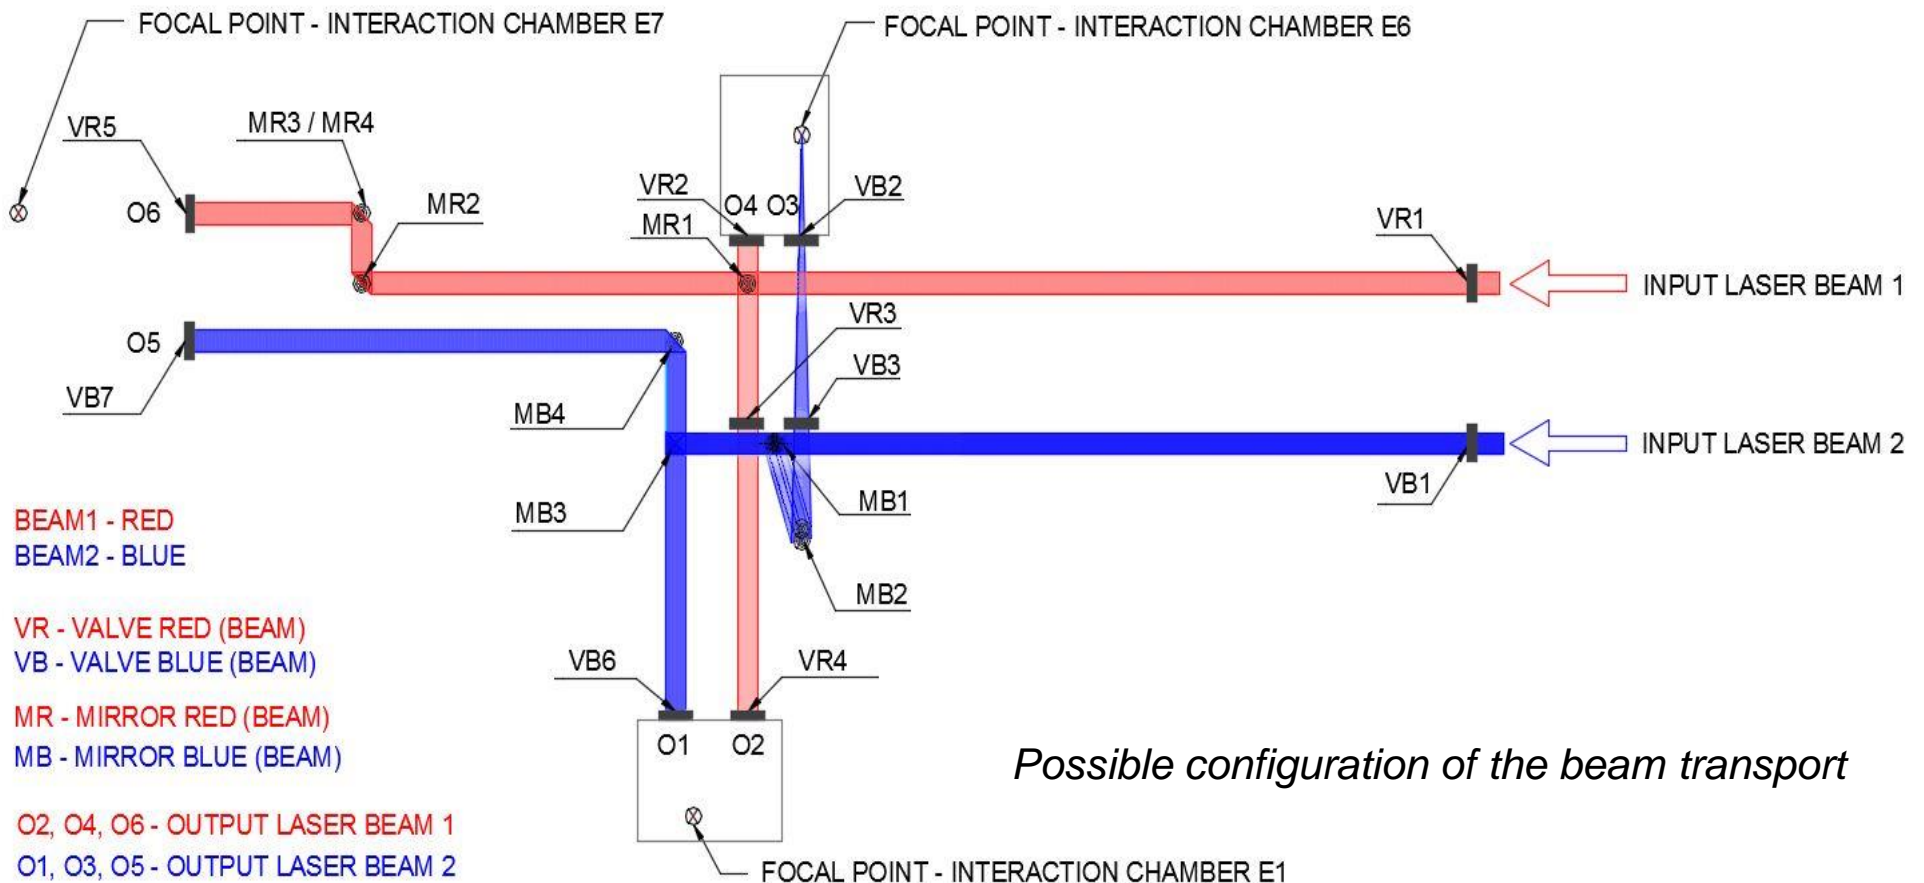 FOCAL POINT - INTERACTION CHAMBER E7
FOCAL POINT - INTERACTION CHAMBER E6
VR5
MR3 / MR4
O6
MR2
VR2
O4 O3
VB2
MR1
VR1
INPUT LASER BEAM 1
O5
VR3
VB3
VB7
MB4
INPUT LASER BEAM 2
VB1
MB3
MB1
BEAM1 - RED
BEAM2 - BLUE
MB2
VR - VALVE RED (BEAM)
VB - VALVE BLUE (BEAM)
VB6
VR4
MR - MIRROR RED (BEAM)
MB - MIRROR BLUE (BEAM)
O1 O2
Possible configuration of the beam transport
O2, O4, O6 - OUTPUT LASER BEAM 1
O1, O3, O5 - OUTPUT LASER BEAM 2
FOCAL POINT - INTERACTION CHAMBER E1